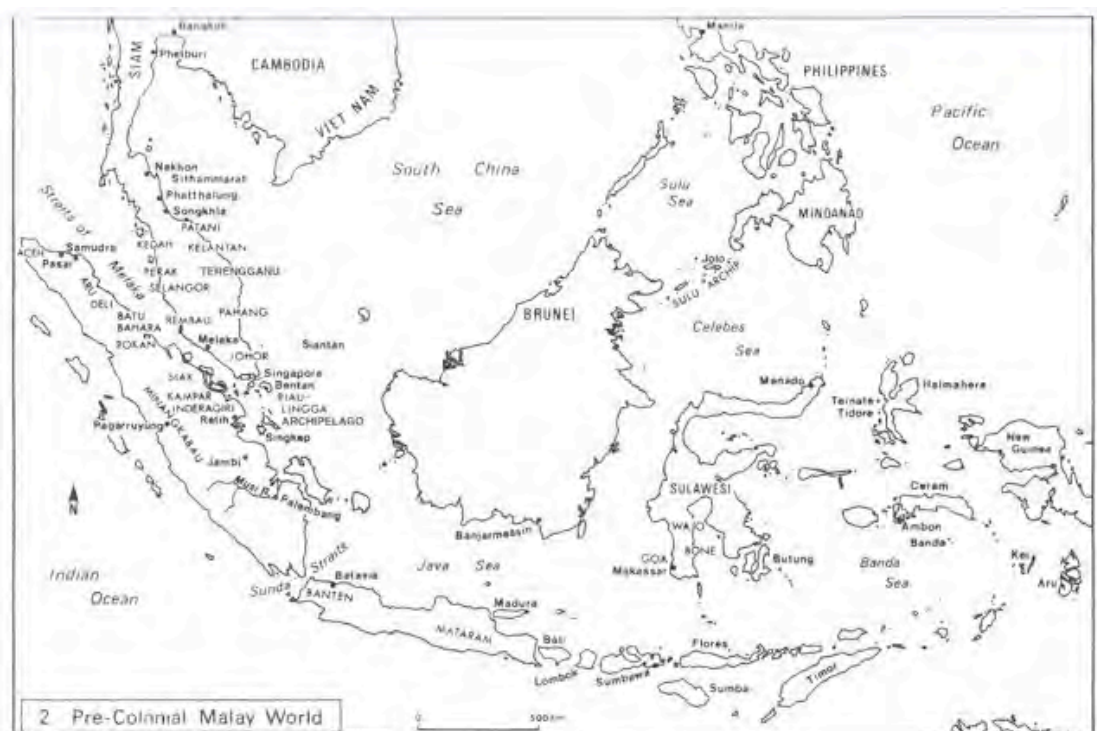 Bangkok
SIAM
Phetburi
CAMBODIA
VIET NAM
Manila
PHILIPPINES
Pacific
Ocean
South China
Sea
Sulu
Sea
MINDANAO
Nakhon
Sithammarat
Phatthalung
Songkhla
PATANI
Straits of Melaka
KEDAH
KELANTAN
PERAK
TERENGGANU
SELANGOR
PAHANG
ACEH
Samudra
Pasai
ARU
DELI
BATU
BAHARA
ROKAN
REMBAU
Melaka
JOHOR
Siantan
Singapore
Bentan
RIAU-
LINGGA
ARCHIPELAGO
SIAK
KAMPAR
INDERAGIRI
Retih
Singkep
MINANGKABAU
Pagarruyung
Jambi
Musi R.
Palembang
BRUNEI
Jolo
SULU ARCHIP.
Celebes
Sea
Menado
Halmahera
Ternate
Tidore
New
Guinea
SULAWESI
Ceram
Ambon
Banda
WAJO
BONE
GOA
Makassar
Butung
Banda
Sea
Kei
Aru
Banjarmassin
N
Indian
Ocean
Sunda Straits
Batavia
BANTEN
Java Sea
Madura
MATARAM
Bali
Lombok
Sumbawa
Flores
Sumba
Timor
2 Pre-Colonial Malay World
0 500 km